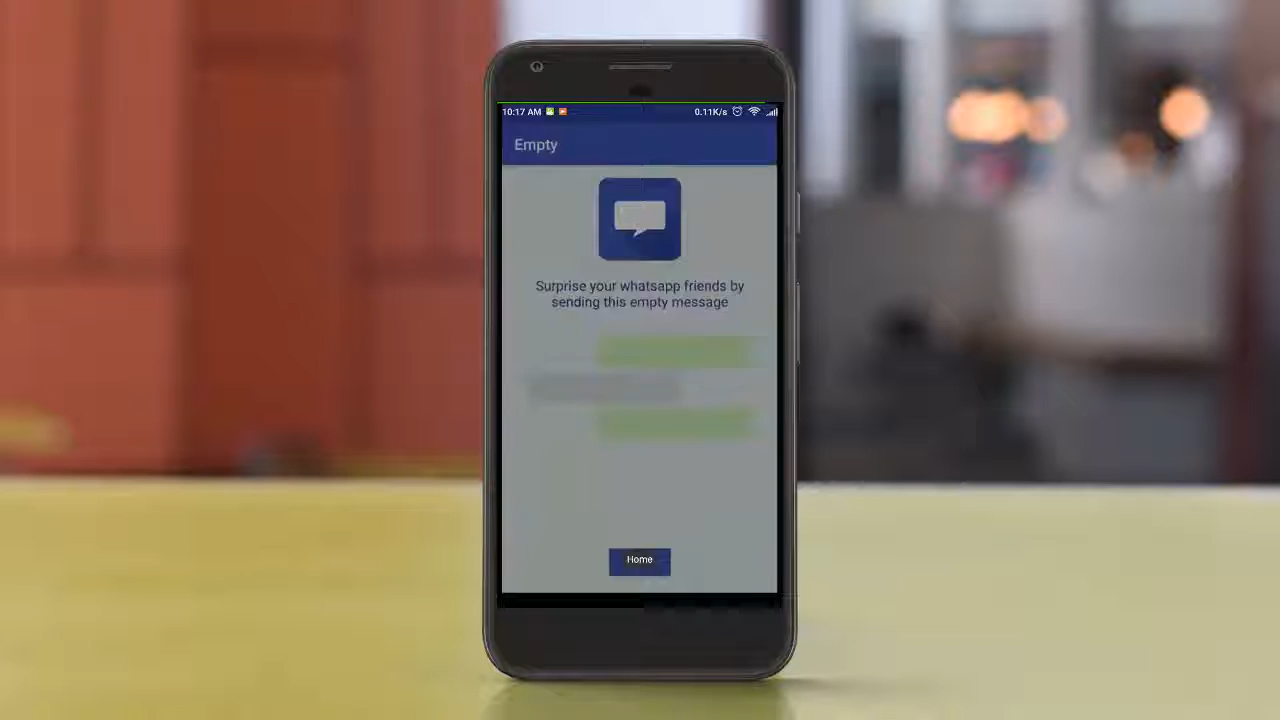 10:17 AM 0.11K/s
Empty
Surprise your whatsapp friends by
sending this empty message
Home